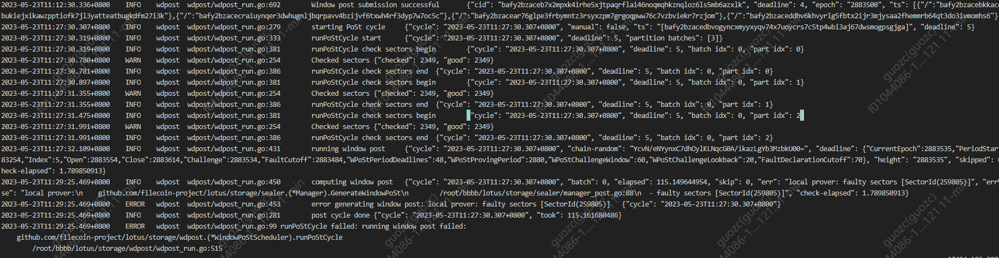 2023-05-23T11:12:30.336+0800 INFO wdpost wdpost/wdpost_run.go:692 Window post submission successful {"cid": "bafy2bzaceb7x2mpxk4irhe5xjtpaqrflai46noqmqhkznqloz6ls5mb6azxlk", "deadline": 4, "epoch": "2883500", "ts": [{"/":"bafy2bzacebkkaco
bukiejxikawzpptiofk7jl3yatteatbugkdfm27i3k"},{"/":"bafy2bzacecraiuynqer3dwhugnljbqrpavv4bzijvf6txwh4rf3dyp7w7oc5c"},{"/":"bafy2bzacear76glpe3frbymntz3rsyxzpm7grgoqpww76c7vzbviekr7rzjom"},{"/":"bafy2bzaceddhv6khvyrlg5fbtx2ijr3mjysaa2fhemmrb64qt3do3ivmomhs6"}
2023-05-23T11:27:30.307+0800 INFO wdpost wdpost/wdpost_run.go:279 starting PoSt cycle {"cycle": "2023-05-23T11:27:30.307+0800", "manual": false, "ts": "[bafy2bzacedbvogyncxmyyxyqv74x7uoycrs7c5tp4wbi3aj67dwsmogpsgjga]", "deadline": 5}
2023-05-23T11:27:30.319+0800 INFO wdpost wdpost/wdpost_run.go:333 runPoStCycle start {"cycle": "2023-05-23T11:27:30.307+0800", "deadline": 5, "partition batches": [3]}
2023-05-23T11:27:30.319+0800 INFO wdpost wdpost/wdpost_run.go:381 runPoStCycle check sectors begin {"cycle": "2023-05-23T11:27:30.307+0800", "deadline": 5, "batch idx": 0, "part idx": 0}
2023-05-23T11:27:30.780+0800 WARN wdpost wdpost/wdpost_run.go:254 Checked sectors {"checked": 2349, "good": 2349}
2023-05-23T11:27:30.781+0800 INFO wdpost wdpost/wdpost_run.go:386 runPoStCycle check sectors end {"cycle": "2023-05-23T11:27:30.307+0800", "deadline": 5, "batch idx": 0, "part idx": 0}
2023-05-23T11:27:30.897+0800 INFO wdpost wdpost/wdpost_run.go:381 runPoStCycle check sectors begin {"cycle": "2023-05-23T11:27:30.307+0800", "deadline": 5, "batch idx": 0, "part idx": 1}
2023-05-23T11:27:31.355+0800 WARN wdpost wdpost/wdpost_run.go:254 Checked sectors {"checked": 2349, "good": 2349}
2023-05-23T11:27:31.355+0800 INFO wdpost wdpost/wdpost_run.go:386 runPoStCycle check sectors end {"cycle": "2023-05-23T11:27:30.307+0800", "deadline": 5, "batch idx": 0, "part idx": 1}
2023-05-23T11:27:31.475+0800 INFO wdpost wdpost/wdpost_run.go:381 runPoStCycle check sectors begin {"cycle": "2023-05-23T11:27:30.307+0800", "deadline": 5, "batch idx": 0, "part idx": 2}
2023-05-23T11:27:31.991+0800 WARN wdpost wdpost/wdpost_run.go:254 Checked sectors {"checked": 2349, "good": 2349}
2023-05-23T11:27:31.991+0800 INFO wdpost wdpost/wdpost_run.go:386 runPoStCycle check sectors end {"cycle": "2023-05-23T11:27:30.307+0800", "deadline": 5, "batch idx": 0, "part idx": 2}
2023-05-23T11:27:32.109+0800 INFO wdpost wdpost/wdpost_run.go:431 running window post {"cycle": "2023-05-23T11:27:30.307+0800", "chain-random": "YcvN/eNYynxC7dhOylKLNqcG0A/ikazLgYb3MzbkU00=", "deadline": {"CurrentEpoch":2883535,"PeriodStar
83254,"Index":5,"Open":2883554,"Close":2883614,"Challenge":2883534,"FaultCutoff":2883484,"WPoStPeriodDeadlines":48,"WPoStProvingPeriod":2880,"WPoStChallengeWindow":60,"WPoStChallengeLookback":20,"FaultDeclarationCutoff":70}, "height": "2883535", "skipped":
heck-elapsed": 1.789850913}
2023-05-23T11:29:25.469+0800 INFO wdpost wdpost/wdpost_run.go:450 computing window post {"cycle": "2023-05-23T11:27:30.307+0800", "batch": 0, "elapsed": 115.149644954, "skip": 0, "err": "local prover: faulty sectors [SectorId(259805)]", "err
se": "local prover:\n github.com/filecoin-project/lotus/storage/sealer.(*Manager).GenerateWindowPoSt\n /root/bbbb/lotus/storage/sealer/manager_post.go:88\n - faulty sectors [SectorId(259805)]", "check-elapsed": 1.789850913}
2023-05-23T11:29:25.469+0800 ERROR wdpost wdpost/wdpost_run.go:453 error generating window post: local prover: faulty sectors [SectorId(259805)] {"cycle": "2023-05-23T11:27:30.307+0800"}
2023-05-23T11:29:25.469+0800 INFO wdpost wdpost/wdpost_run.go:281 post cycle done {"cycle": "2023-05-23T11:27:30.307+0800", "took": 115.161680486}
2023-05-23T11:29:25.469+0800 ERROR wdpost wdpost/wdpost_run.go:99 runPoStCycle failed: running window post failed:
github.com/filecoin-project/lotus/storage/wdpost.(*WindowPoStScheduler).runPoStCycle
/root/bbbb/lotus/storage/wdpost/wdpost_run.go:515